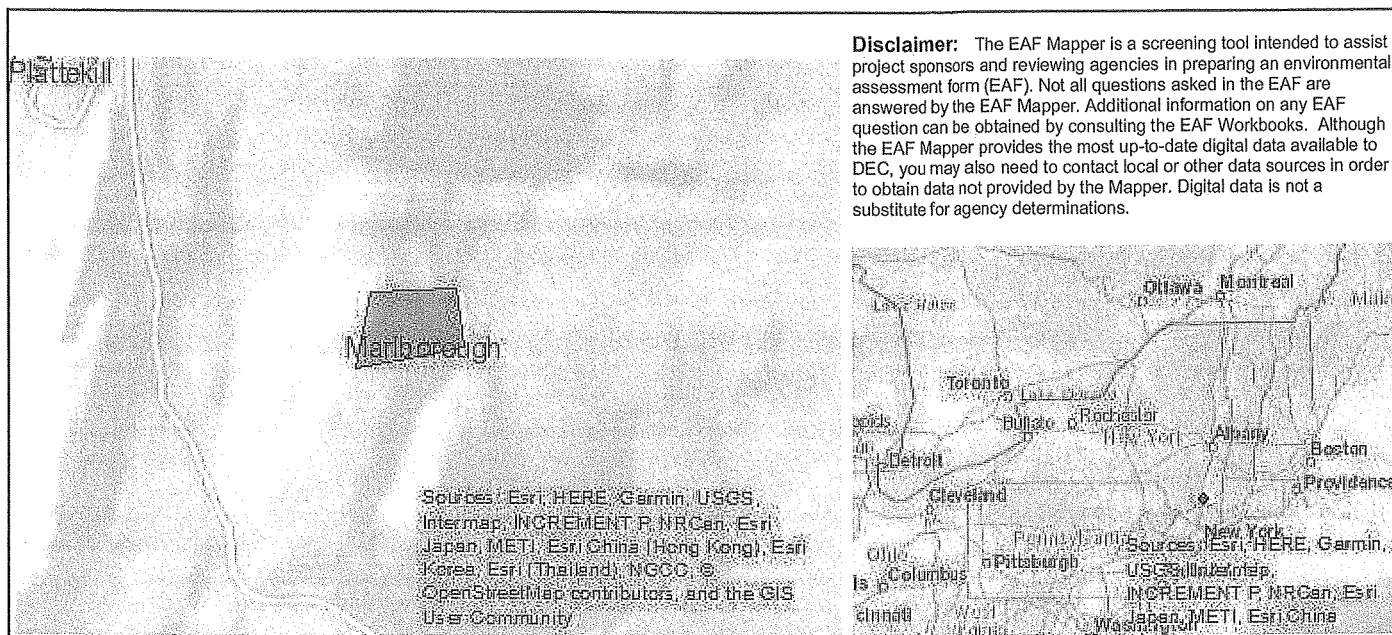 Plattekill
Marlborough
Sources: Esri, HERE, Garmin, USGS,
Intermap, INCREMENT P, NRCan, Esri
Japan, METI, Esri China (Hong Kong), Esri
Korea, Esri (Thailand), NGCC, ©
OpenStreetMap contributors, and the GIS
User Community
Disclaimer: The EAF Mapper is a screening tool intended to assist
project sponsors and reviewing agencies in preparing an environmental
assessment form (EAF). Not all questions asked in the EAF are
answered by the EAF Mapper. Additional information on any EAF
question can be obtained by consulting the EAF Workbooks. Although
the EAF Mapper provides the most up-to-date digital data available to
DEC, you may also need to contact local or other data sources in order
to obtain data not provided by the Mapper. Digital data is not a
substitute for agency determinations.
Ottawa Montreal
Toronto
Buffalo Rochester
New York Albany
Detroit Boston
Cleveland Providence
New York
Pittsburgh
Ohio
Columbus
Sources: Esri, HERE, Garmin,
USGS, Intermap,
INCREMENT P, NRCan, Esri
Japan, METI, Esri China